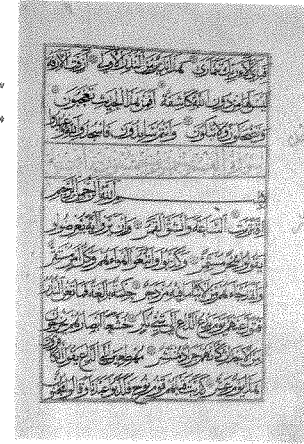 فبأي آلاء ربك تتمارى هذا نذير من النذر الأولى أزفت الآزفة
ليس لها من دون الله كاشفة أفمن هذا الحديث تعجبون
وتضحكون ولا تبكون وأنتم سامدون فاسجدوا لله واعبدوا
بسم الله الرحمن الرحيم
اقتربت الساعة وانشق القمر وإن يروا آية يعرضوا
ويقولوا سحر مستمر وكذبوا واتبعوا أهواءهم وكل أمر مستقر
ولقد جاءهم من الأنباء ما فيه مزدجر حكمة بالغة فما تغن النذر
فتول عنهم يوم يدع الداع إلى شيء نكر خشعا أبصارهم يخرجون
من الأجداث كأنهم جراد منتشر مهطعين إلى الداع يقول الكافرون
هذا يوم عسر كذبت قبلهم قوم نوح فكذبوا عبدنا وقالوا مجنون